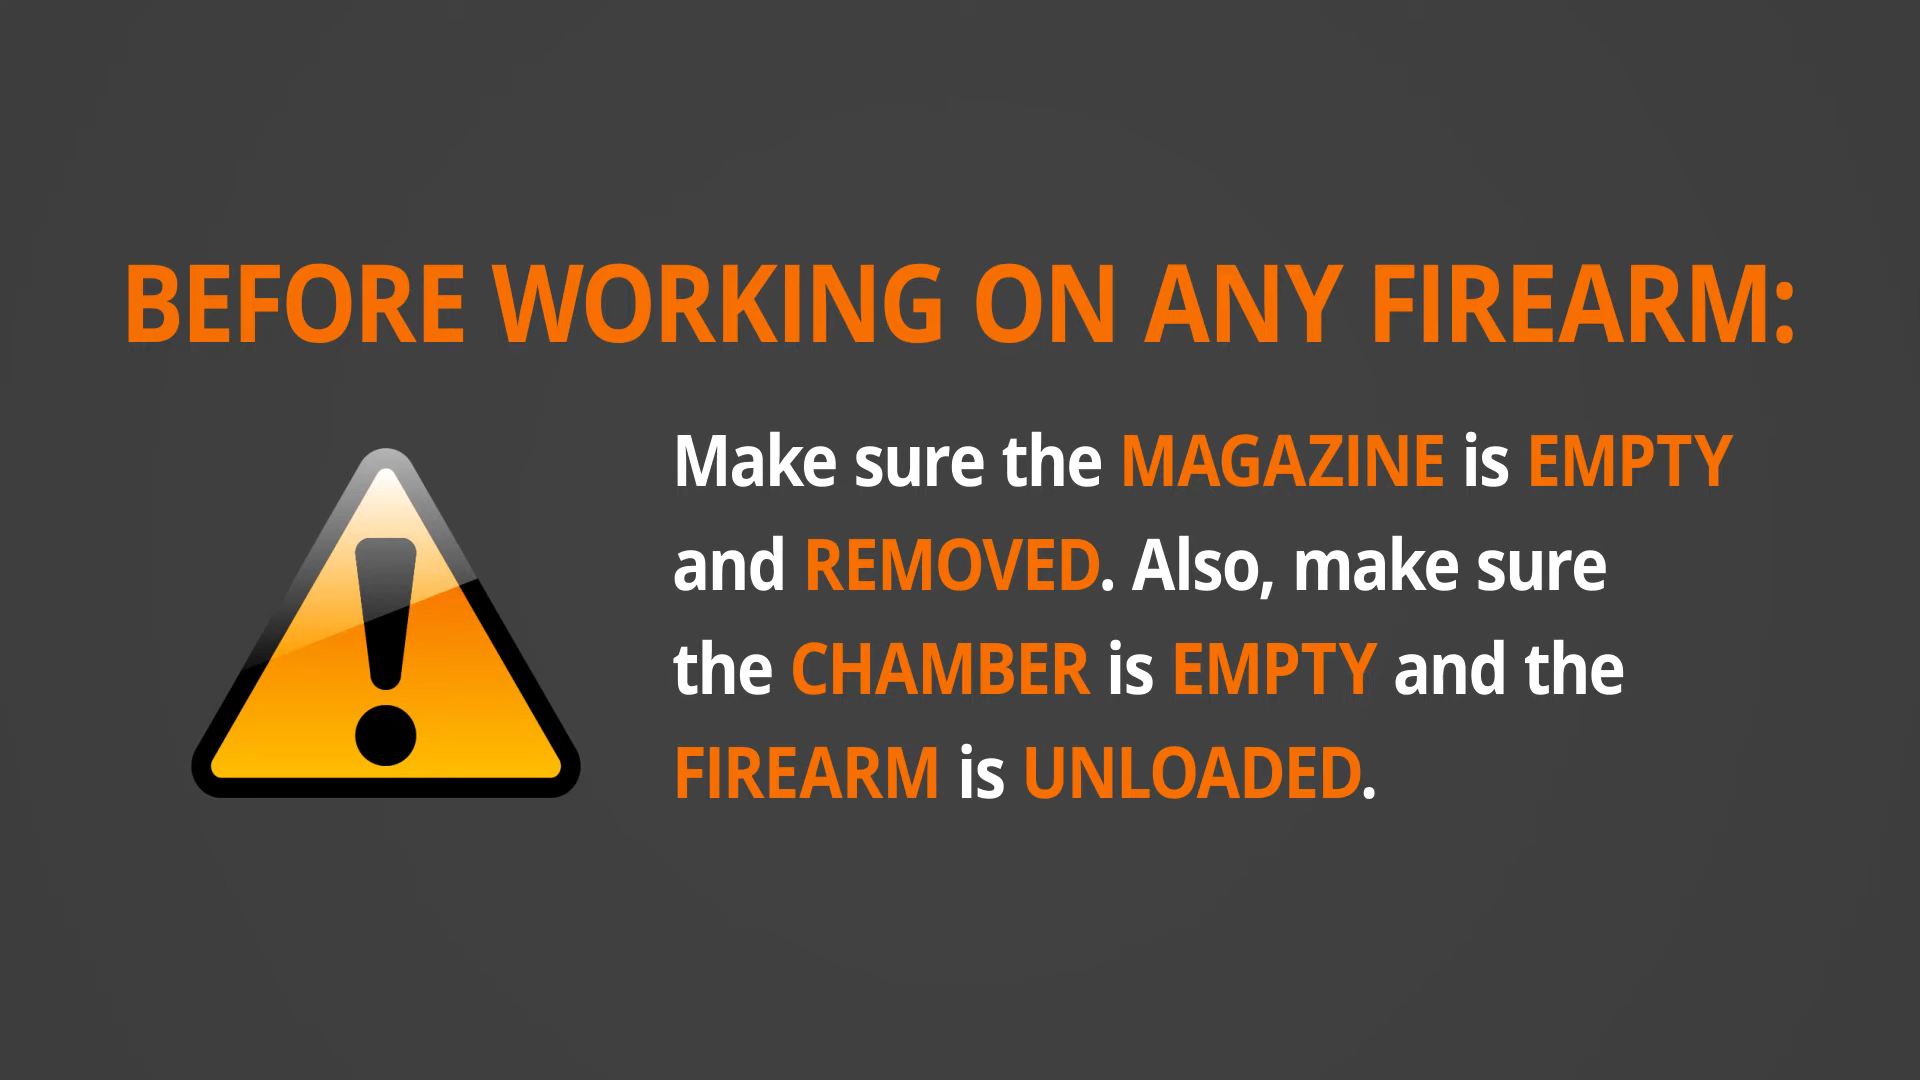 BEFORE WORKING ON ANY FIREARM:
Make sure the MAGAZINE is EMPTY
and REMOVED. Also, make sure
the CHAMBER is EMPTY and the
FIREARM is UNLOADED.